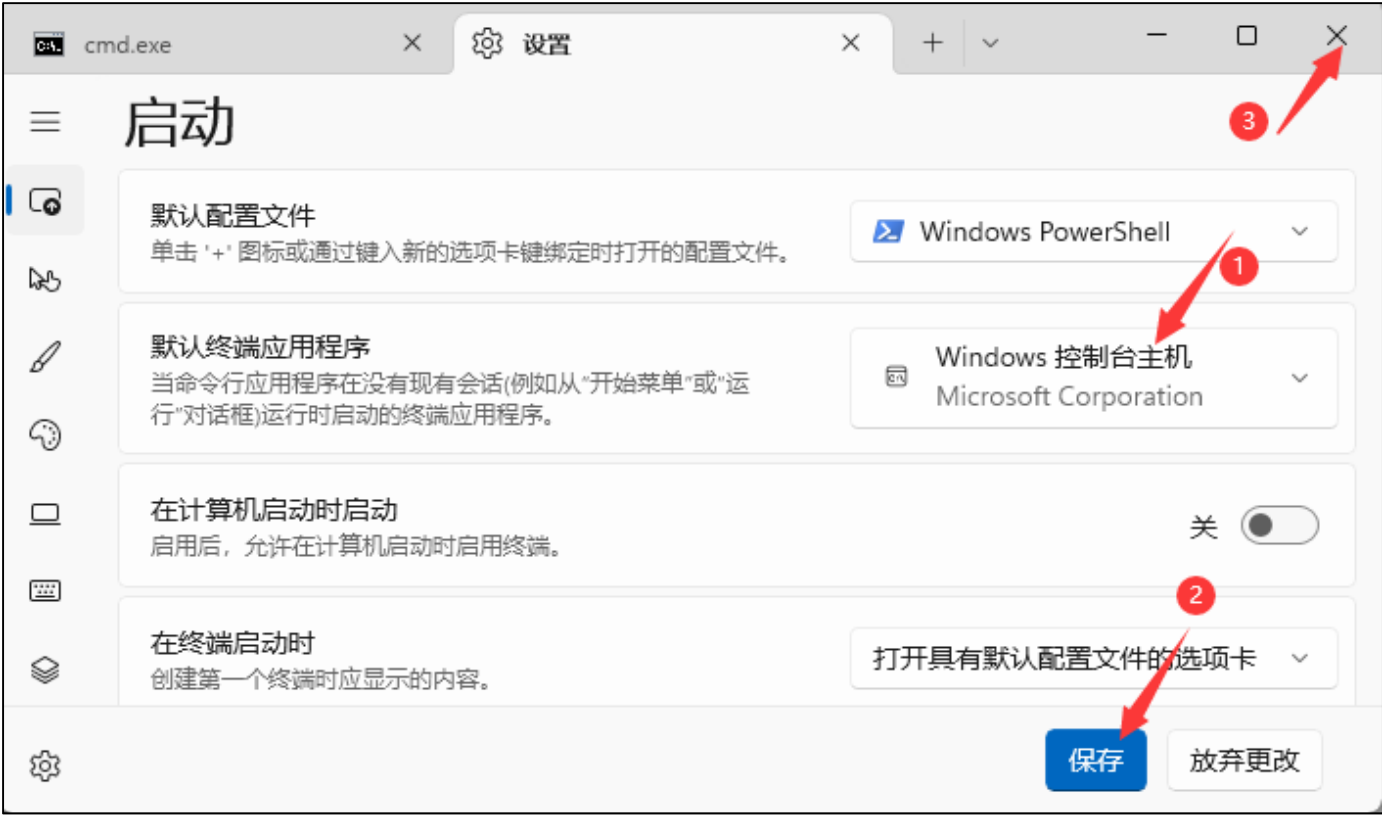 cmd.exe
设置
3
启动
默认配置文件
单击 '+' 图标或通过键入新的选项卡键绑定时打开的配置文件。
Windows PowerShell
1
默认终端应用程序
当命令行应用程序在没有现有会话(例如从“开始菜单”或“运
行”对话框)运行时启动的终端应用程序。
Windows 控制台主机
Microsoft Corporation
在计算机启动时启动
启用后，允许在计算机启动时启用终端。
关
2
在终端启动时
创建第一个终端时应显示的内容。
打开具有默认配置文件的选项卡
保存
放弃更改